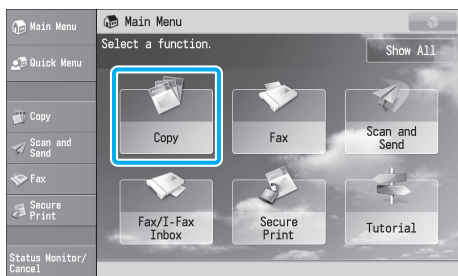 Main Menu
Quick Menu
Copy
Scan and
Send
Fax
Secure
Print
Status Monitor/
Cancel
Main Menu
Select a function.
Show All
Copy
Fax
Scan and
Send
Fax/I-Fax
Inbox
Secure
Print
Tutorial